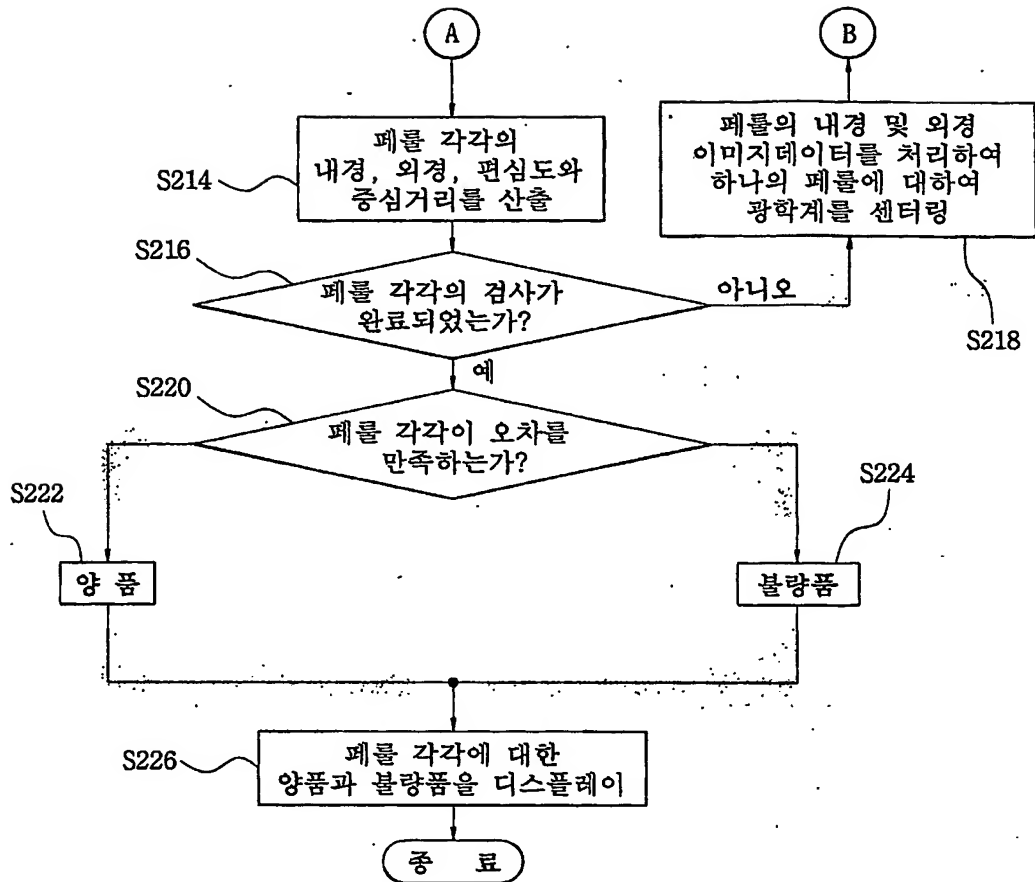 A
B
페룰 각각의
내경, 외경, 편심도와
중심거리를 산출
S214
페룰의 내경 및 외경
이미지데이터를 처리하여
하나의 페룰에 대하여
광학계를 센터링
S218
S216
페룰 각각의 검사가
완료되었는가?
아니오
예
S220
페룰 각각이 오차를
만족하는가?
S222
양 품
S224
불량품
S226
페룰 각각에 대한
양품과 불량품을 디스플레이
종 료